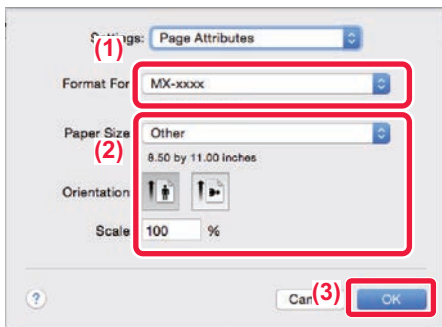 Settings: Page Attributes
(1)
Format For MX-xxxx
Paper Size Other
(2)
8.50 by 11.00 inches
Orientation
Scale 100 %
? (3) OK